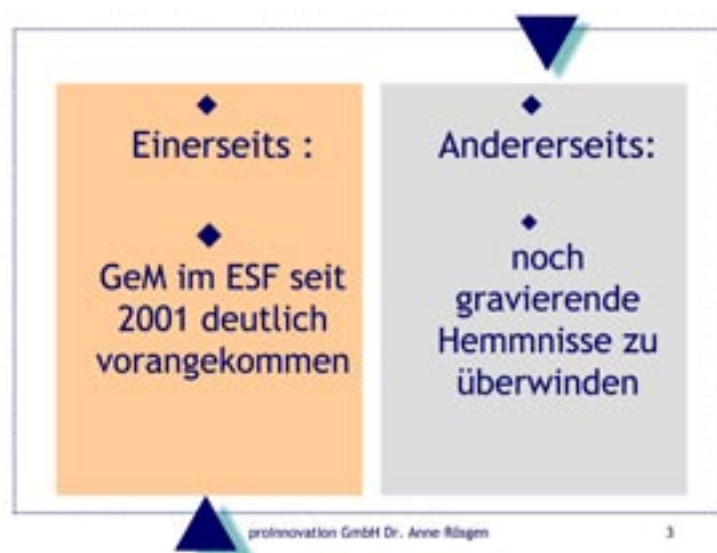 Einerseits :
GeM im ESF seit
2001 deutlich
vorangekommen
Andererseits:
noch
gravierende
Hemmnisse zu
überwinden
proInnovation GmbH Dr. Anne Rösgen
3